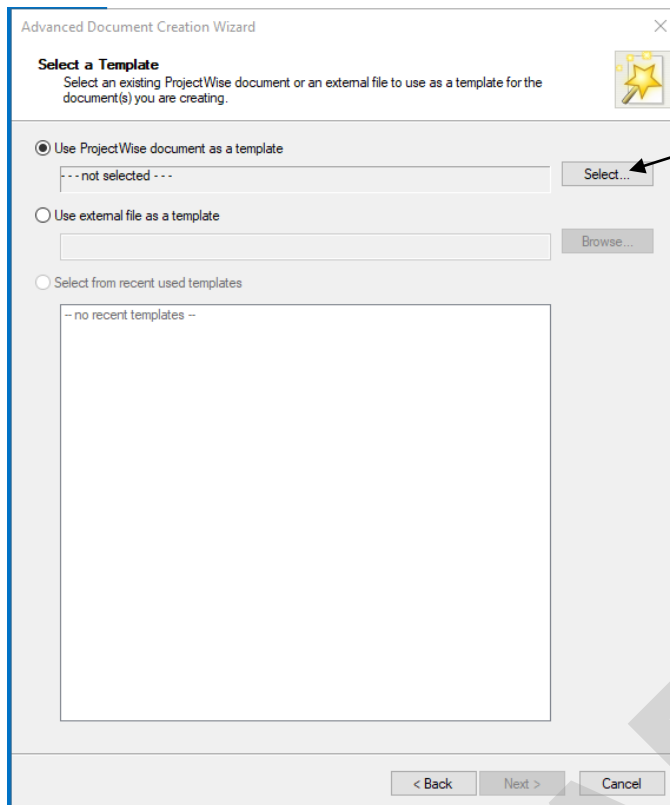 Advanced Document Creation Wizard
Select a Template
Select an existing ProjectWise document or an external file to use as a template for the
document(s) you are creating.
Use ProjectWise document as a template
- - - not selected - - -
Select...
Use external file as a template
Browse...
Select from recent used templates
-- no recent templates --
< Back
Next >
Cancel